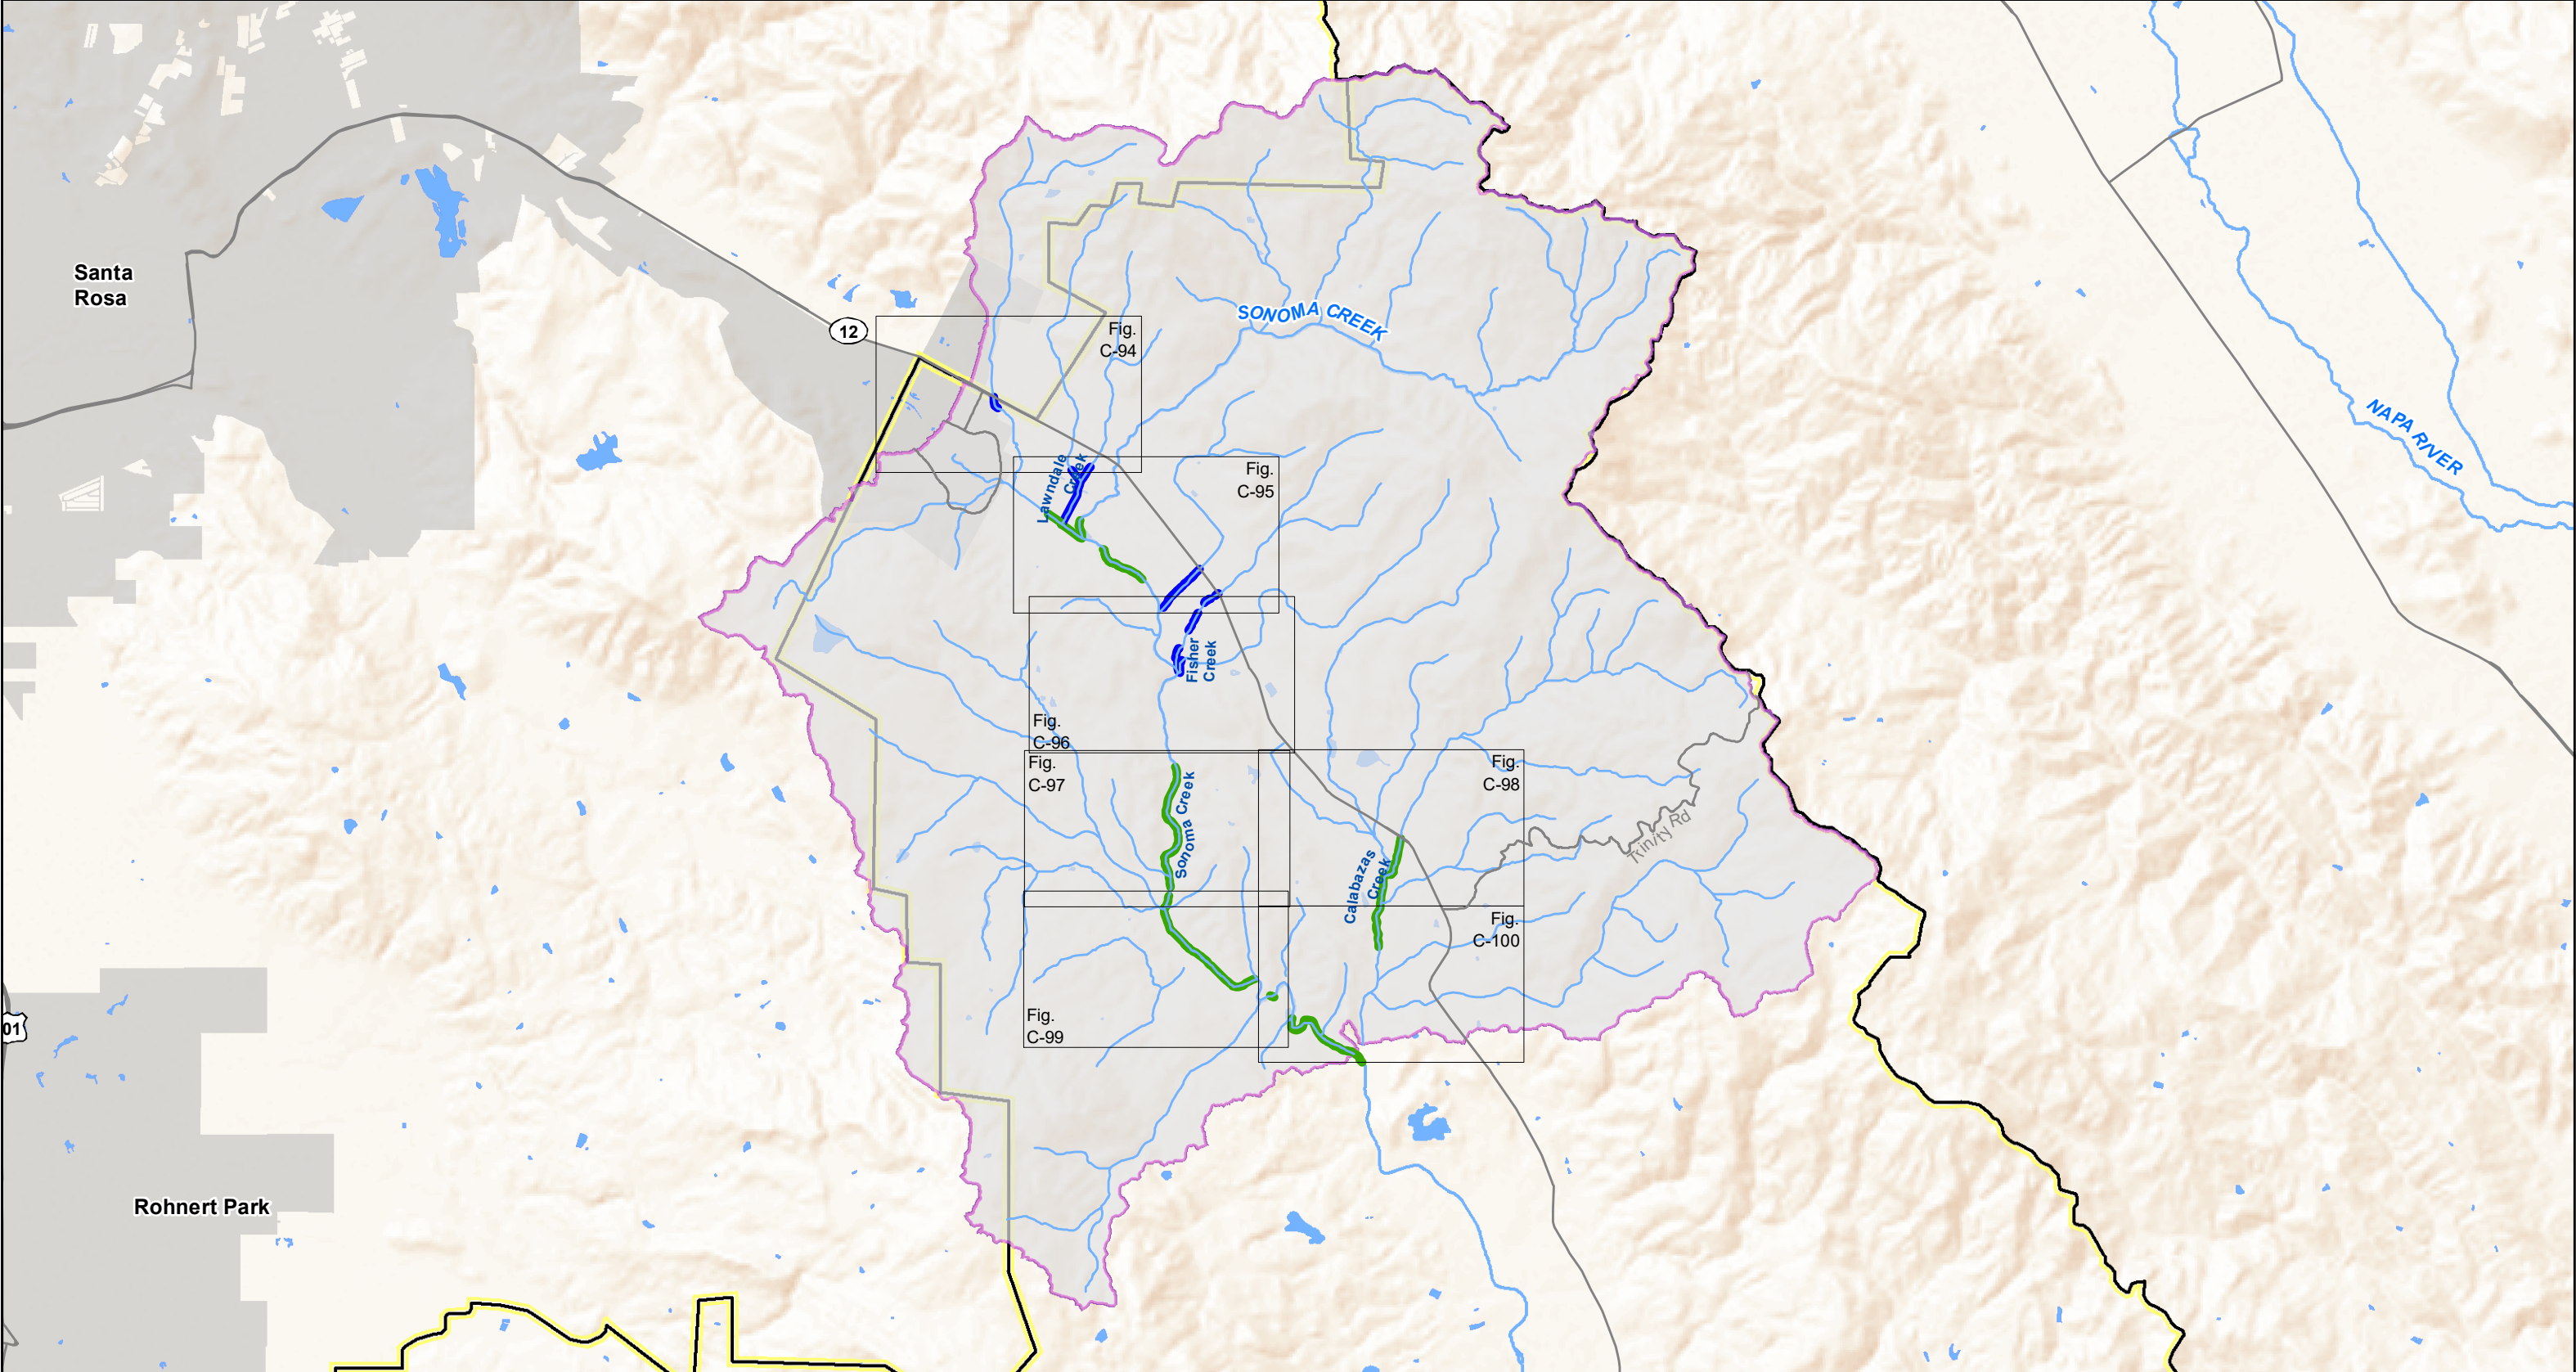 Santa
Rosa
12
Fig.
C-94
SONOMA CREEK
NAPA RIVER
Lawndale
Creek
Fig.
C-95
Fisher
Creek
Fig.
C-96
Fig.
C-97
Sonoma Creek
Fig.
C-98
Trinity Rd
Calabazas
Creek
Fig.
C-100
Fig.
C-99
01
Rohnert Park